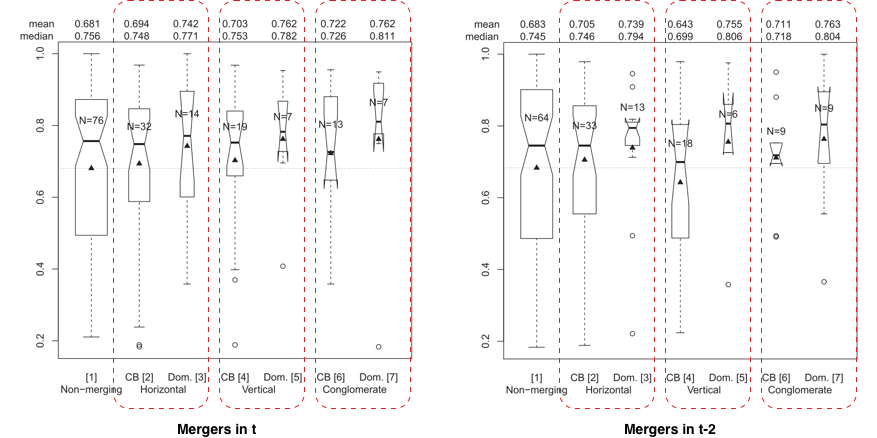 mean 0.681 0.694 0.742 0.703 0.762 0.722 0.762
median 0.756 0.748 0.771 0.753 0.782 0.726 0.811
1.0
0.8
0.6
0.4
0.2
N=76 N=32 N=14 N=19 N=7 N=13 N=7
[1] CB [2] Dom. [3] CB [4] Dom. [5] CB [6] Dom. [7]
Non−merging Horizontal Vertical Conglomerate
Mergers in t
mean 0.683 0.705 0.739 0.643 0.755 0.711 0.763
median 0.745 0.746 0.794 0.699 0.806 0.718 0.804
1.0
0.8
0.6
0.4
0.2
N=64 N=33 N=13 N=18 N=6 N=9 N=9
[1] CB [2] Dom. [3] CB [4] Dom. [5] CB [6] Dom. [7]
Non−merging Horizontal Vertical Conglomerate
Mergers in t-2